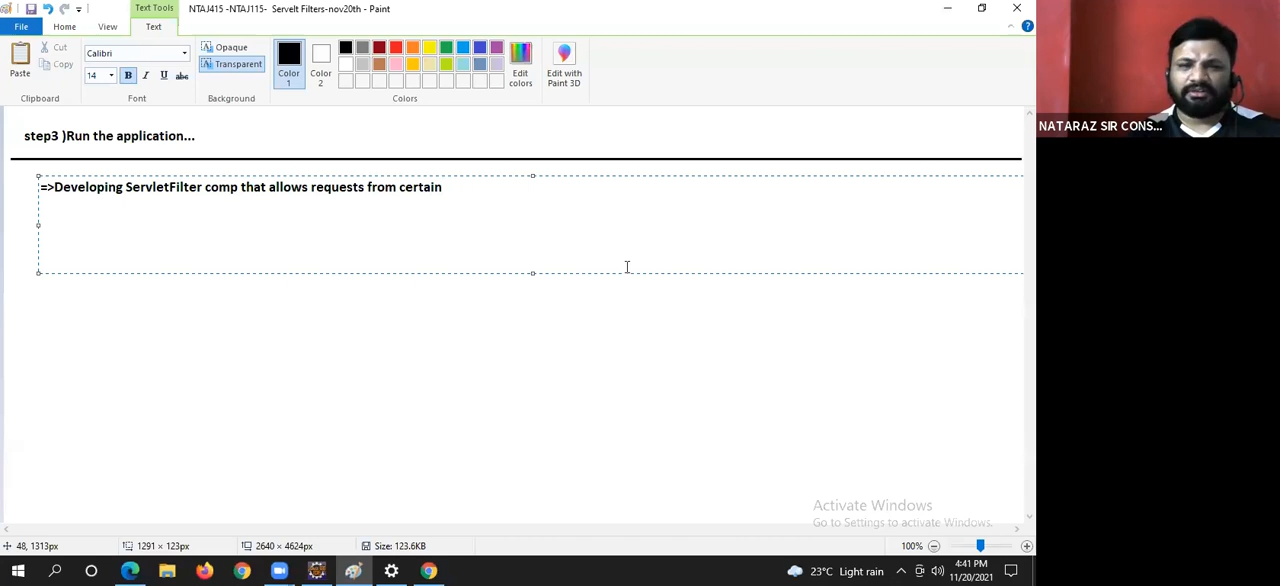 NTAJ415 -NTAJ115- Servelt Filters-nov20th - Paint
Text Tools
File
Home
View
Text
Paste
Cut
Copy
Clipboard
Calibri
14
B
I
U
abc
Font
Opaque
Transparent
Background
Color 1
Color 2
Edit colors
Edit with Paint 3D
Colors
NATARAZ SIR CONS...
step3 )Run the application...
=>Developing ServletFilter comp that allows requests from certain
Activate Windows
Go to Settings to activate Windows.
48, 1313px
1291 × 123px
2640 × 4624px
Size: 123.6KB
100%
23°C Light rain
4:41 PM
11/20/2021